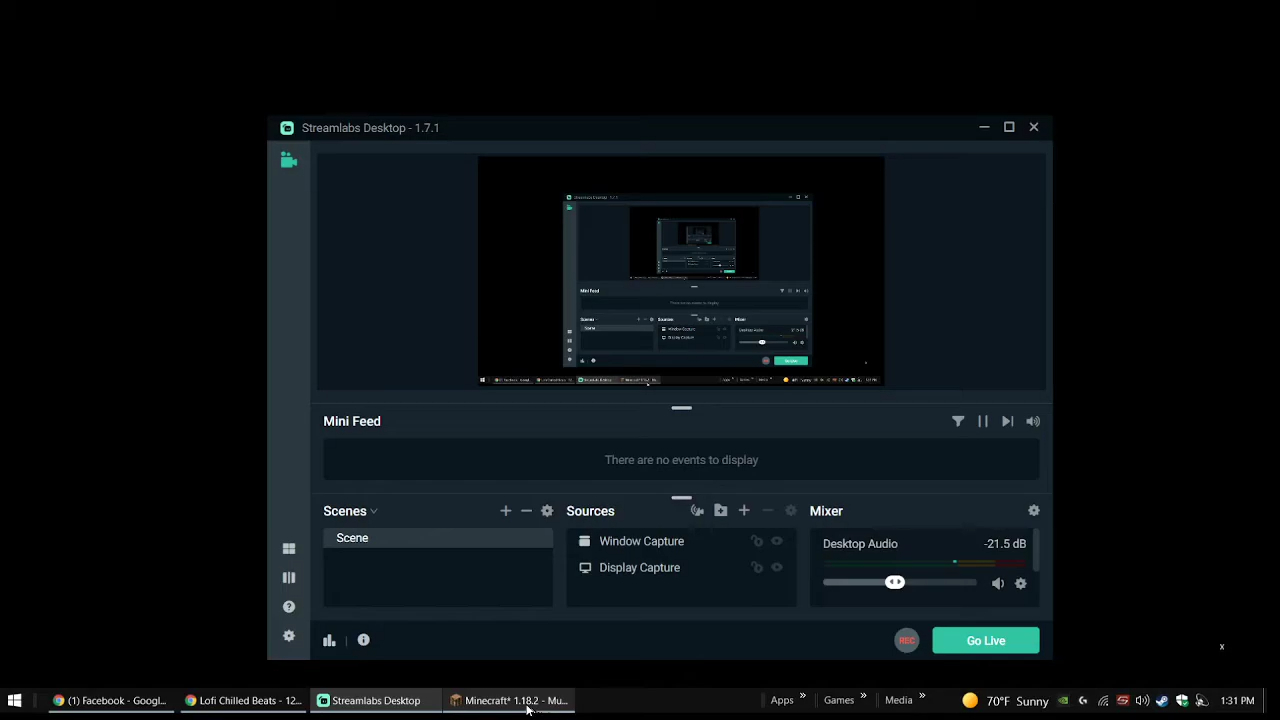 Streamlabs Desktop - 1.7.1
Mini Feed
There are no events to display
Scenes
Sources
Mixer
Scene
Window Capture
Display Capture
Desktop Audio
-21.5 dB
REC
Go Live
x
(1) Facebook - Googl...
Lofi Chilled Beats - 12...
Streamlabs Desktop
Minecraft* 1.18.2 - Mu...
Apps
Games
Media
70°F Sunny
1:31 PM